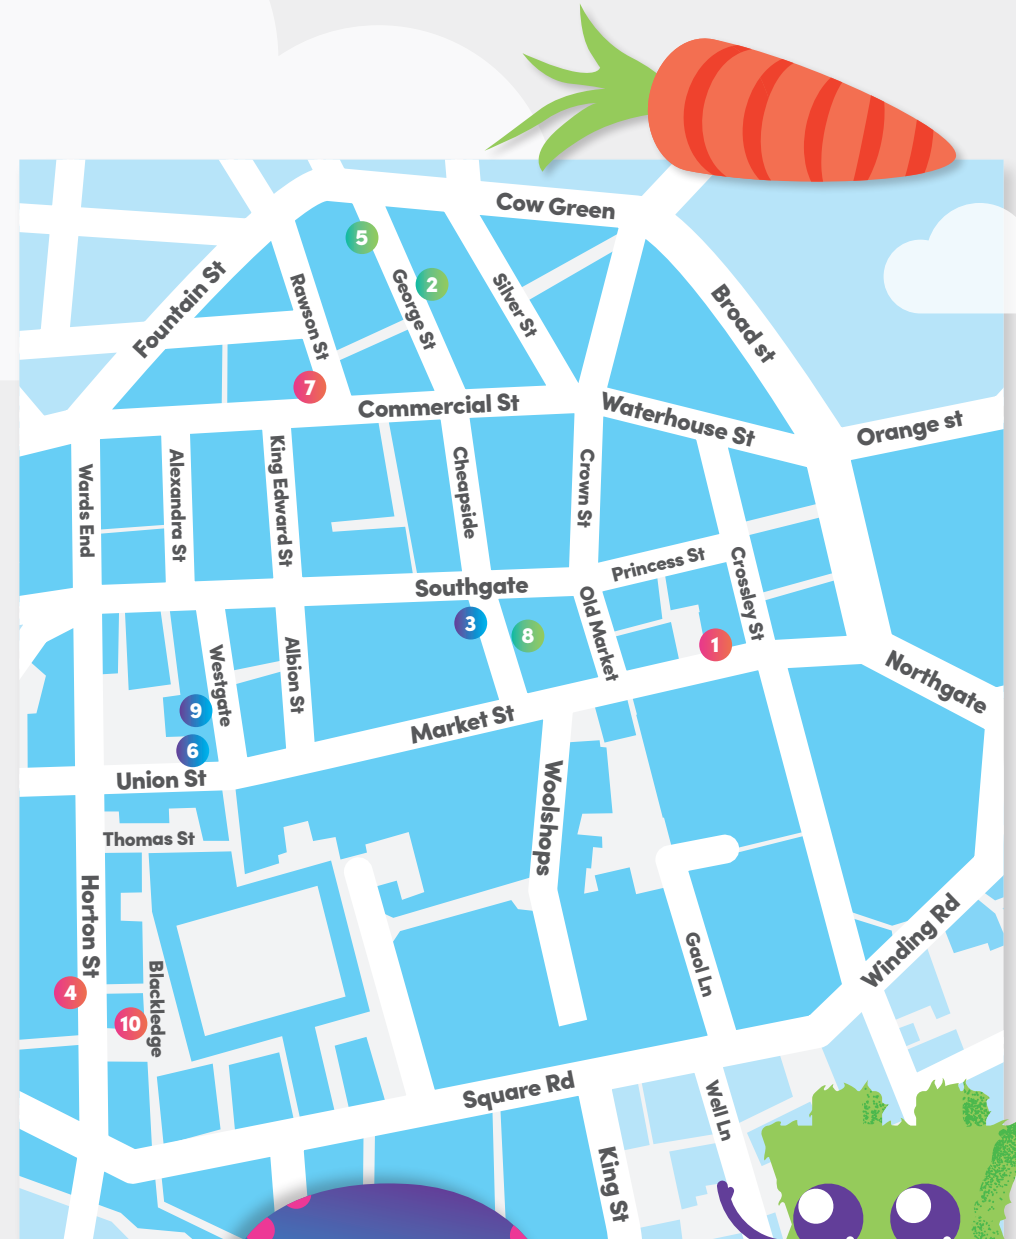 Cow Green
5
2
Fountain St
Rawson St
George St
Silver St
Broad st
7
Commercial St
Waterhouse St
Orange st
Wards End
Alexandra St
King Edward St
Cheapside
Crown St
Princess St
Crossley St
Southgate
Old Market
3
8
1
Westgate
Albion St
Northgate
9
6
Market St
Union St
Woolshops
Thomas St
Horton St
Winding Rd
Gaol Ln
4
10
Blackledge
Square Rd
Well Ln
King St